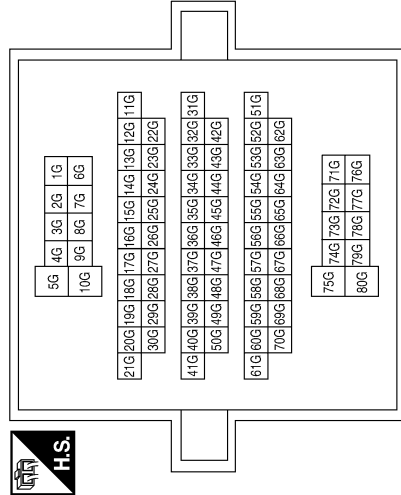 H.S.
5G 4G 3G 2G 1G
10G 9G 8G 7G 6G
21G 20G 19G 18G 17G 16G 15G 14G 13G 12G 11G
30G 29G 28G 27G 26G 25G 24G 23G 22G
41G 40G 39G 38G 37G 36G 35G 34G 33G 32G 31G
50G 49G 48G 47G 46G 45G 44G 43G 42G
61G 60G 59G 58G 57G 56G 55G 54G 53G 52G 51G
70G 69G 68G 67G 66G 65G 64G 63G 62G
75G 74G 73G 72G 71G
80G 79G 78G 77G 76G